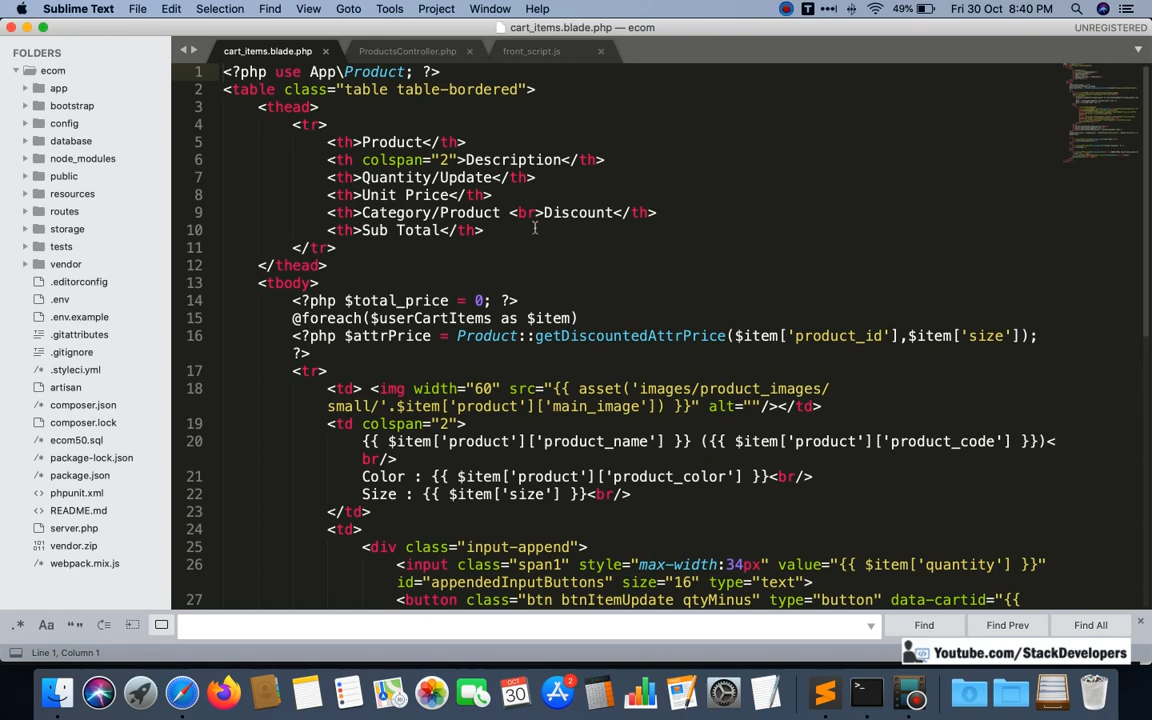 Sublime Text File Edit Selection Find View Goto Tools Project Window Help 49% Fri 30 Oct 8:40 PM
cart_items.blade.php — ecom UNREGISTERED
FOLDERS
ecom
app
bootstrap
config
database
node_modules
public
resources
routes
storage
tests
vendor
.editorconfig
.env
.env.example
.gitattributes
.gitignore
.styleci.yml
artisan
composer.json
composer.lock
ecom50.sql
package-lock.json
package.json
phpunit.xml
README.md
server.php
vendor.zip
webpack.mix.js
cart_items.blade.php × ProductsController.php × front_script.js ×
1 <?php use App\Product; ?>
2 <table class="table table-bordered">
3 <thead>
4 <tr>
5 <th>Product</th>
6 <th colspan="2">Description</th>
7 <th>Quantity/Update</th>
8 <th>Unit Price</th>
9 <th>Category/Product <br>Discount</th>
10 <th>Sub Total</th>
11 </tr>
12 </thead>
13 <tbody>
14 <?php $total_price = 0; ?>
15 @foreach($userCartItems as $item)
16 <?php $attrPrice = Product::getDiscountedAttrPrice($item['product_id'],$item['size']);
?>
17 <tr>
18 <td> <img width="60" src="{{ asset('images/product_images/
small/'.$item['product']['main_image']) }}" alt=""/></td>
19 <td colspan="2">
20 {{ $item['product']['product_name'] }} ({{ $item['product']['product_code'] }})<
br/>
21 Color : {{ $item['product']['product_color'] }}<br/>
22 Size : {{ $item['size'] }}<br/>
23 </td>
24 <td>
25 <div class="input-append">
26 <input class="span1" style="max-width:34px" value="{{ $item['quantity'] }}"
id="appendedInputButtons" size="16" type="text">
27 <button class="btn btnItemUpdate qtyMinus" type="button" data-cartid="{{
.* Aa “” Find Find Prev Find All
Line 1, Column 1
Youtube.com/StackDevelopers
OCT
30
2